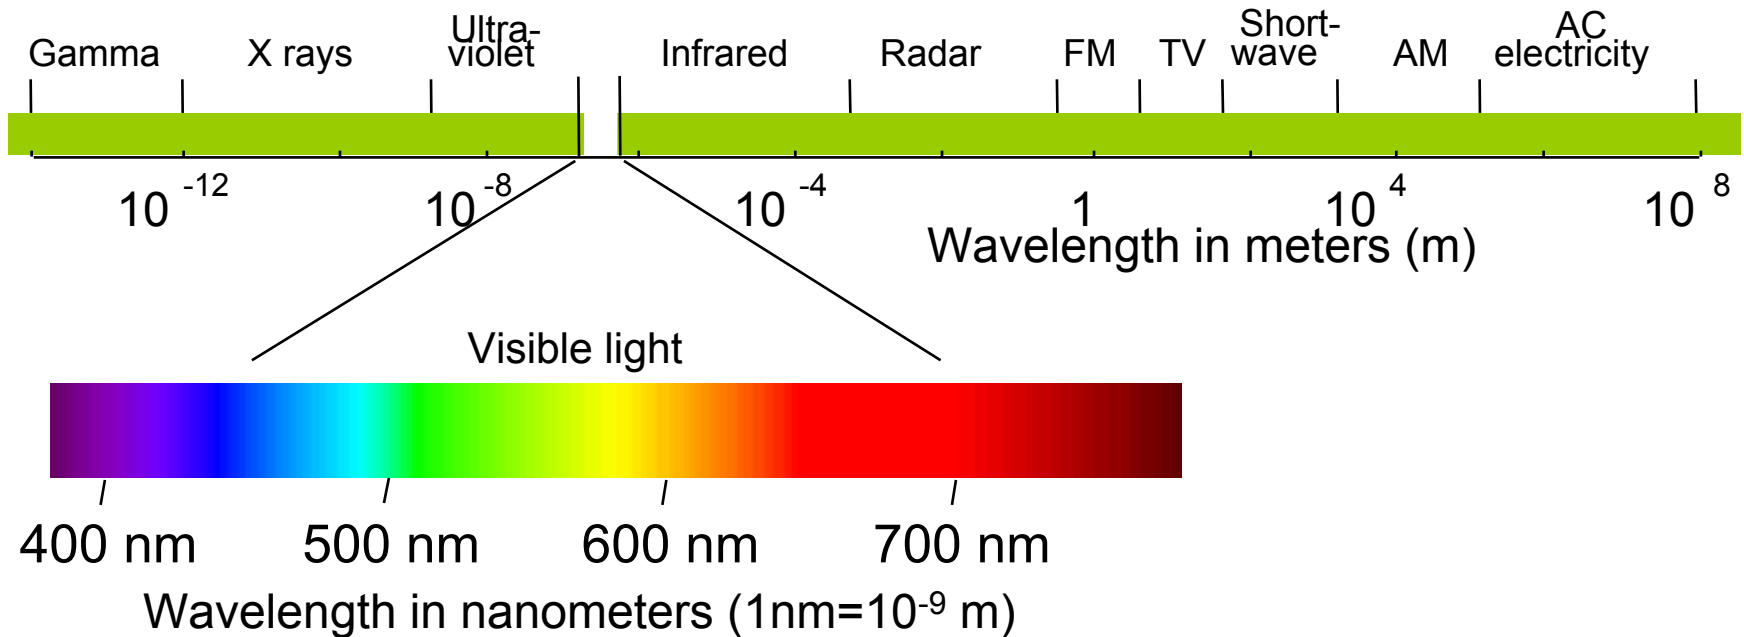 Gamma X rays Ultra-violet Infrared Radar FM TV Short-wave AM AC electricity
10^-12 10^-8 10^-4 1 10^4 10^8
Wavelength in meters (m)
Visible light
400 nm 500 nm 600 nm 700 nm
Wavelength in nanometers (1nm=10^-9 m)